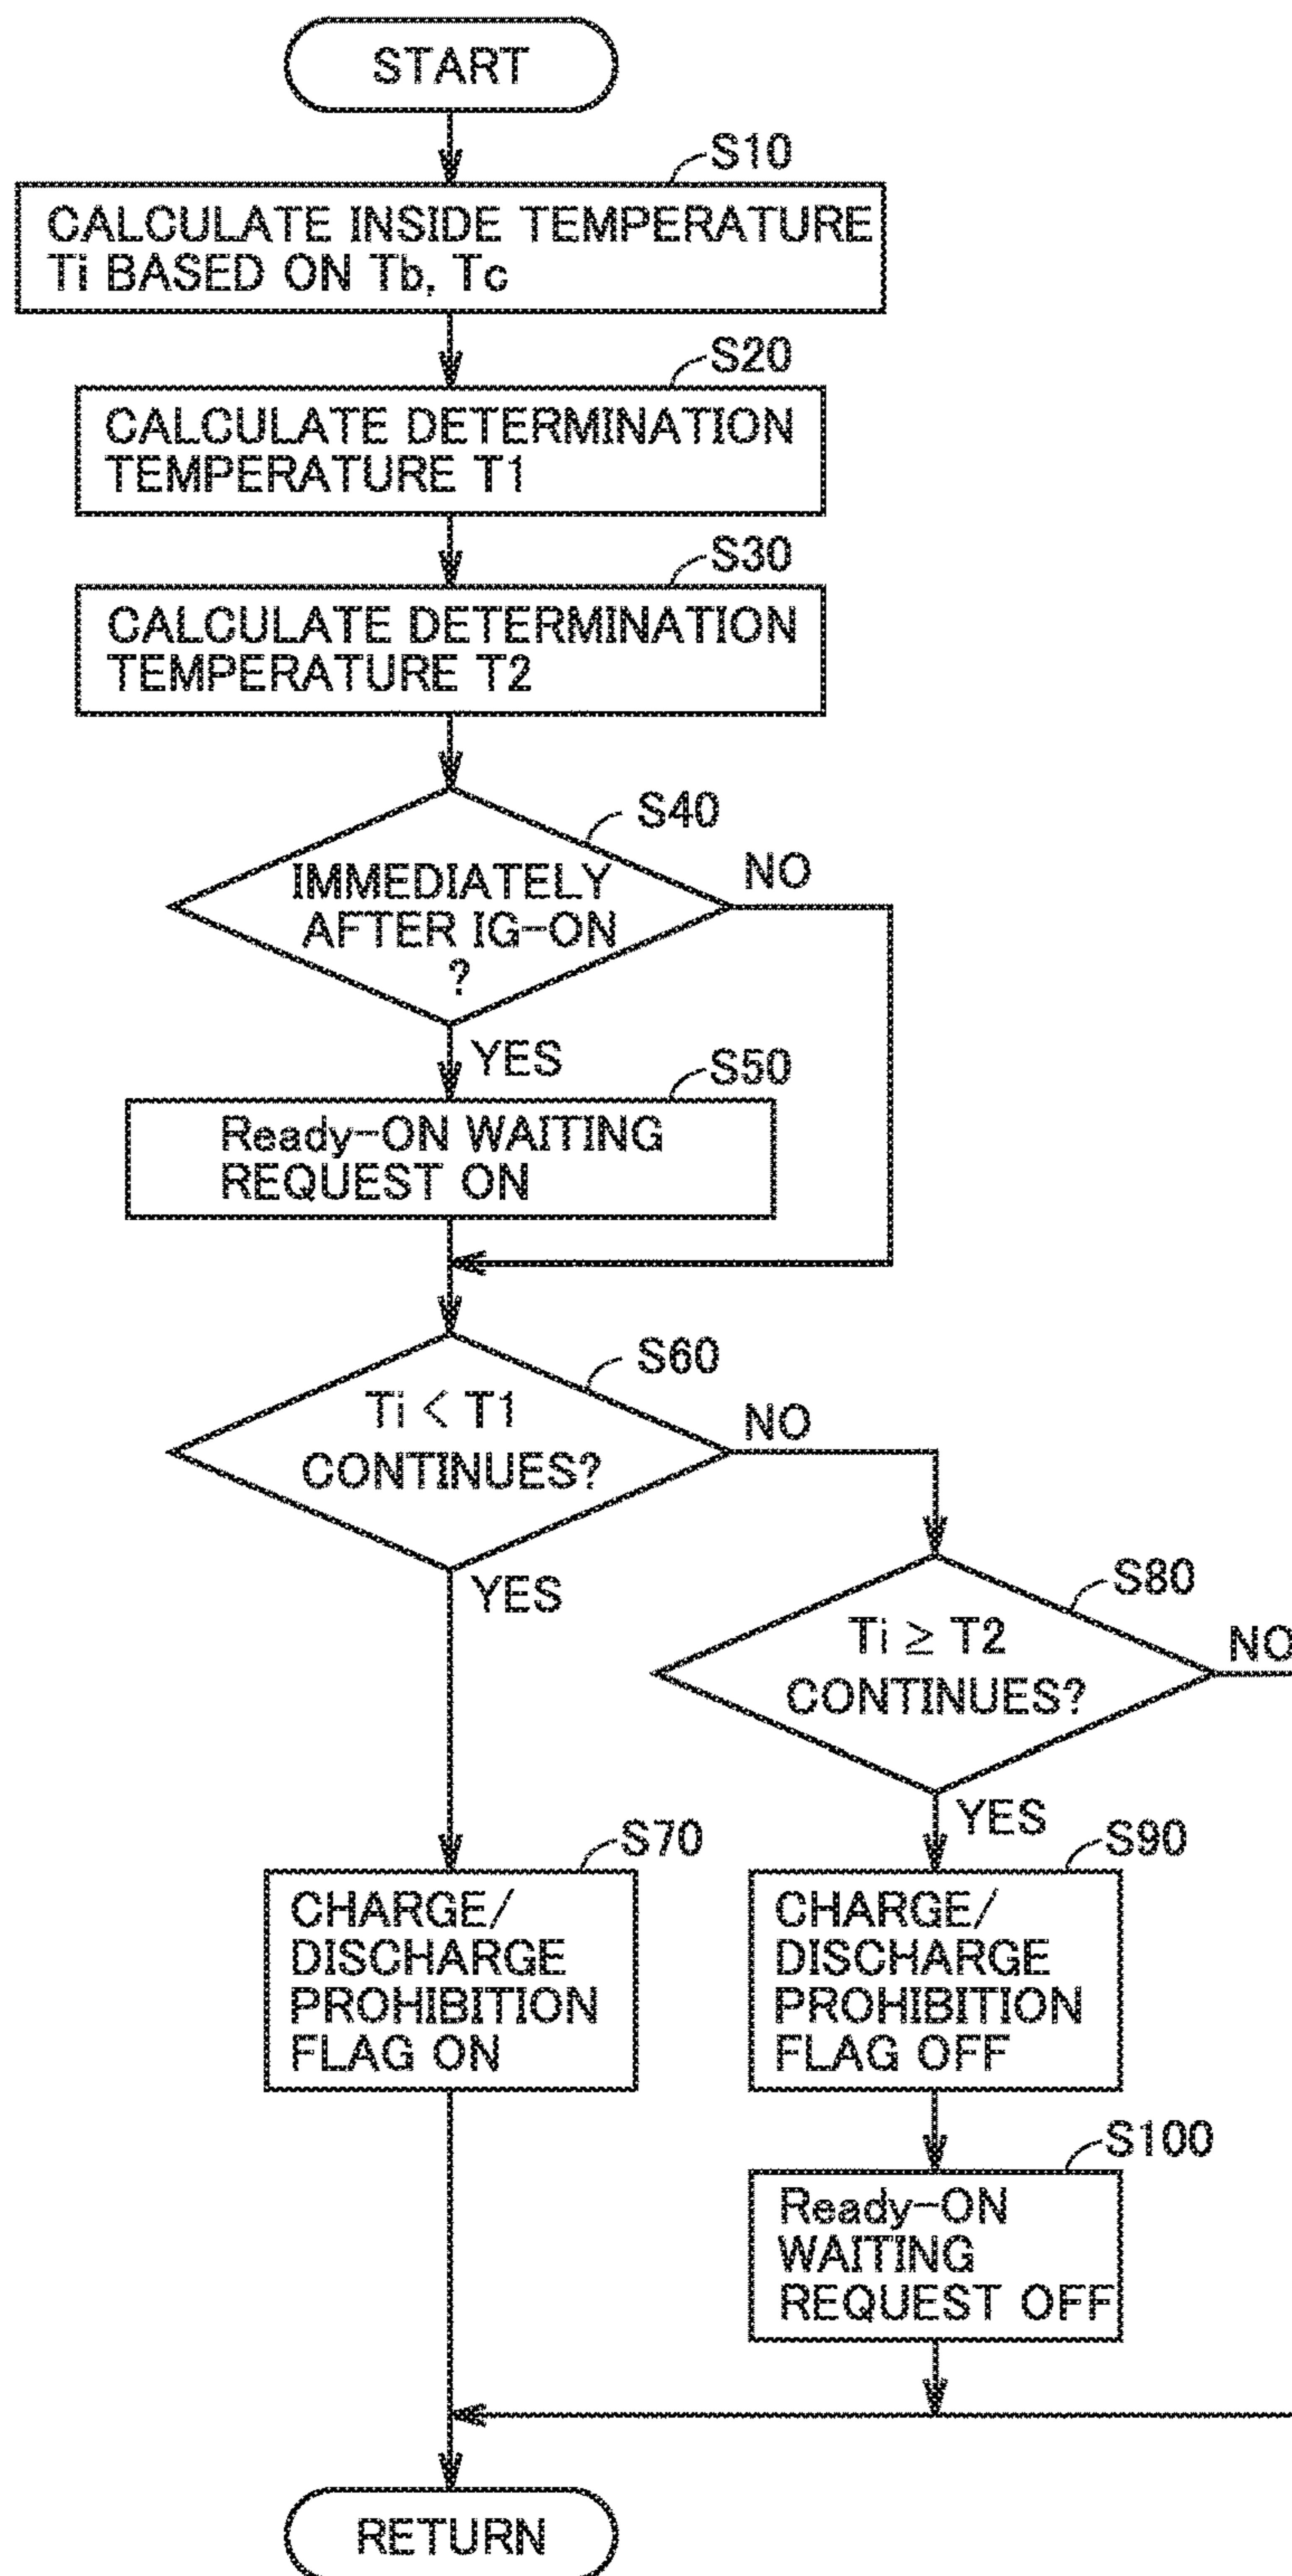 START
S10
CALCULATE INSIDE TEMPERATURE
Ti BASED ON Tb, Tc
S20
CALCULATE DETERMINATION
TEMPERATURE T1
S30
CALCULATE DETERMINATION
TEMPERATURE T2
S40
IMMEDIATELY
AFTER IG-ON
?
NO
YES
S50
Ready-ON WAITING
REQUEST ON
S60
Ti < T1
CONTINUES?
NO
YES
S80
Ti ≥ T2
CONTINUES?
NO
YES
S70
CHARGE/
DISCHARGE
PROHIBITION
FLAG ON
S90
CHARGE/
DISCHARGE
PROHIBITION
FLAG OFF
S100
Ready-ON
WAITING
REQUEST OFF
RETURN